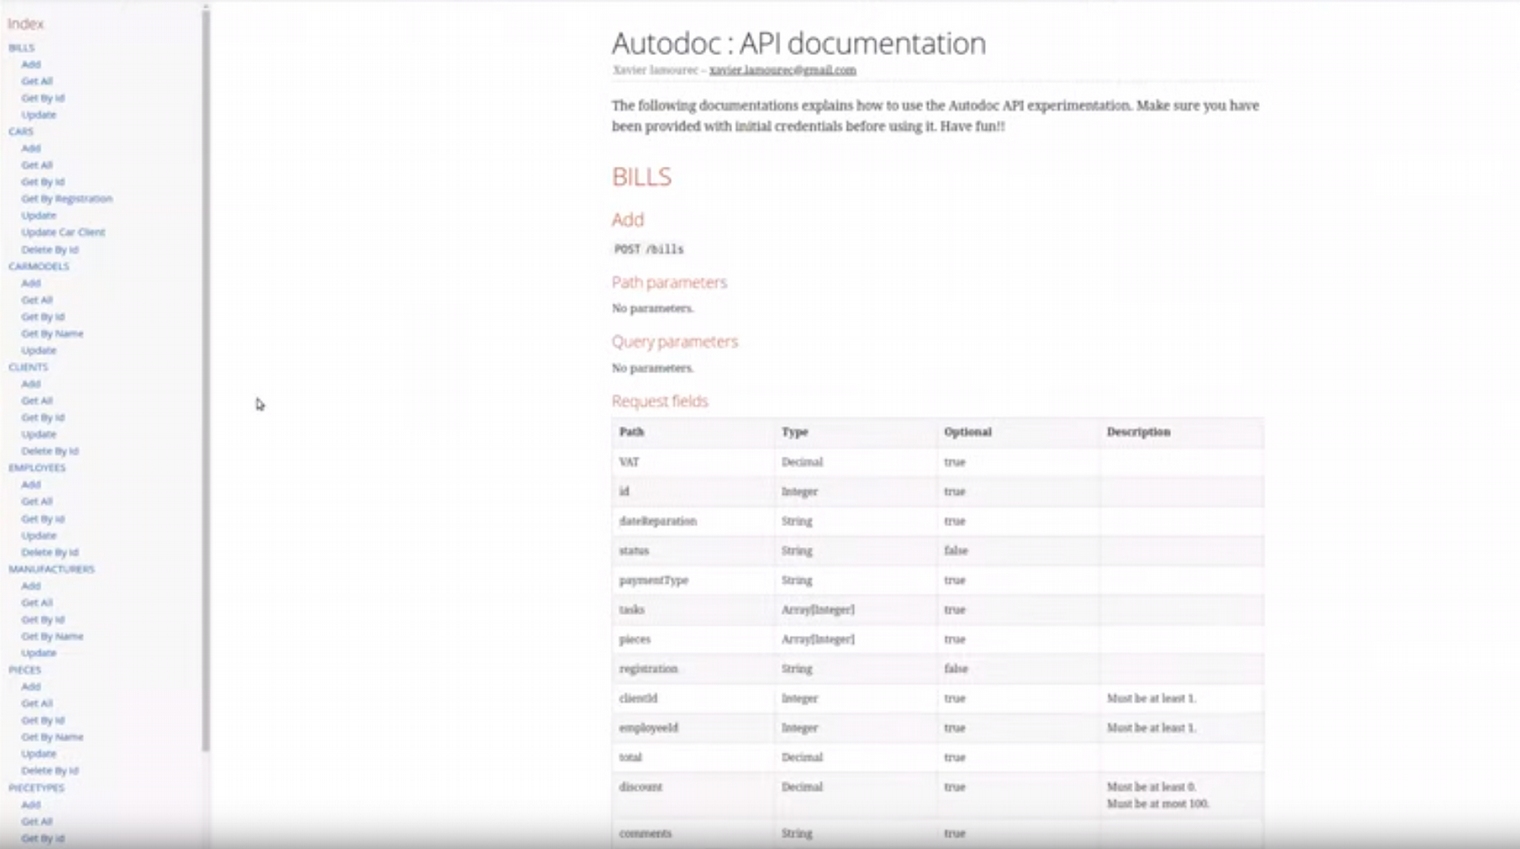 Index
BILLS
Add
Get All
Get By Id
Update
CARS
Add
Get All
Get By Id
Get By Registration
Update
Update Car Client
Delete By Id
CARMODELS
Add
Get All
Get By Id
Get By Name
Update
CLIENTS
Add
Get All
Get By Id
Update
Delete By Id
EMPLOYEES
Add
Get All
Get By Id
Update
Delete By Id
MANUFACTURERS
Add
Get All
Get By Id
Get By Name
Update
PIECES
Add
Get All
Get By Id
Get By Name
Update
Delete By Id
PIECETYPES
Add
Get All
Get By Id
Autodoc : API documentation
Xavier lamourec – xavier.lamourec@gmail.com
The following documentations explains how to use the Autodoc API experimentation. Make sure you have
been provided with initial credentials before using it. Have fun!!
BILLS
Add
POST /bills
Path parameters
No parameters.
Query parameters
No parameters.
Request fields
Path Type Optional Description
VAT Decimal true
id Integer true
dateReparation String true
status String false
paymentType String true
tasks Array[Integer] true
pieces Array[Integer] true
registration String false
clientId Integer true Must be at least 1.
employeeId Integer true Must be at least 1.
total Decimal true
discount Decimal true Must be at least 0.
Must be at most 100.
comments String true